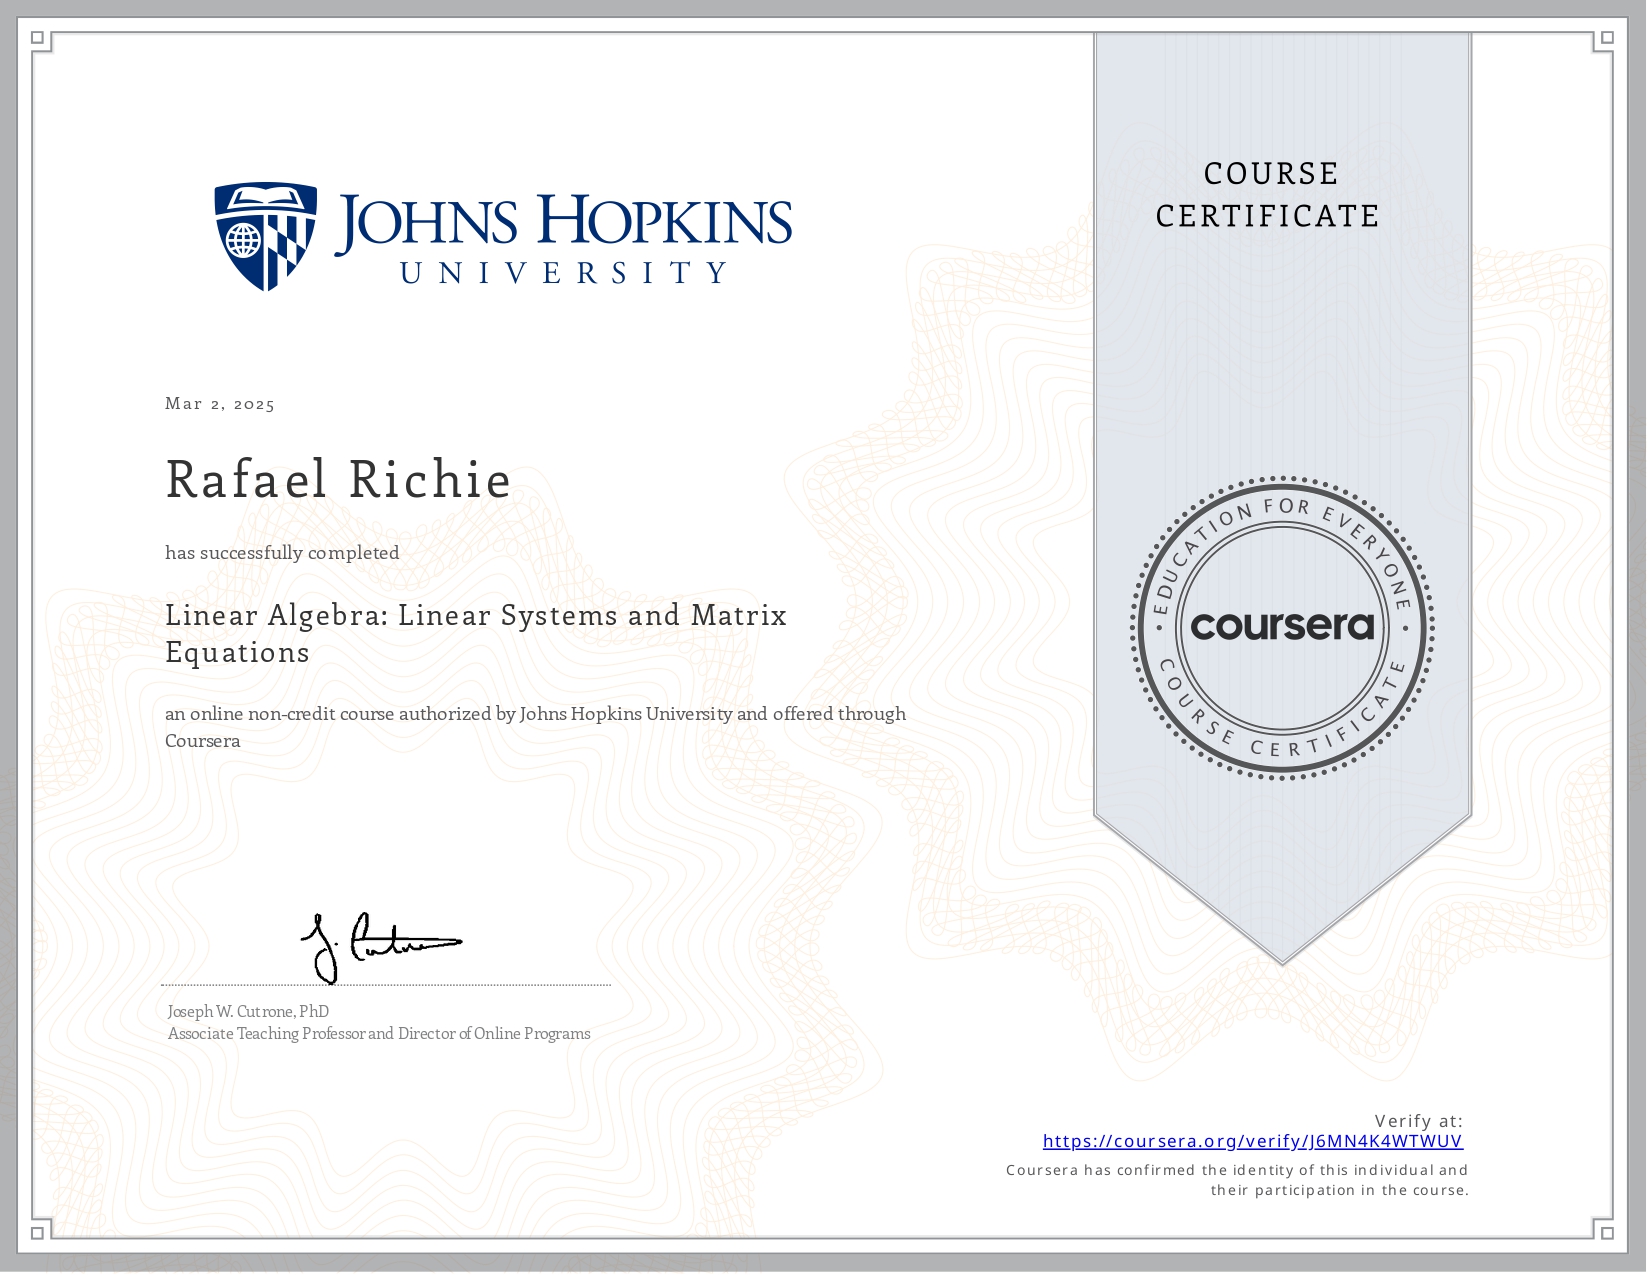 JOHNS HOPKINS
UNIVERSITY
COURSE
CERTIFICATE
Mar 2, 2025
Rafael Richie
has successfully completed
Linear Algebra: Linear Systems and Matrix
Equations
an online non-credit course authorized by Johns Hopkins University and offered through
Coursera
EDUCATION FOR EVERYONE
coursera
COURSE CERTIFICATE
J. Cutrone
Joseph W. Cutrone, PhD
Associate Teaching Professor and Director of Online Programs
Verify at:
https://coursera.org/verify/J6MN4K4WTWUV
Coursera has confirmed the identity of this individual and
their participation in the course.